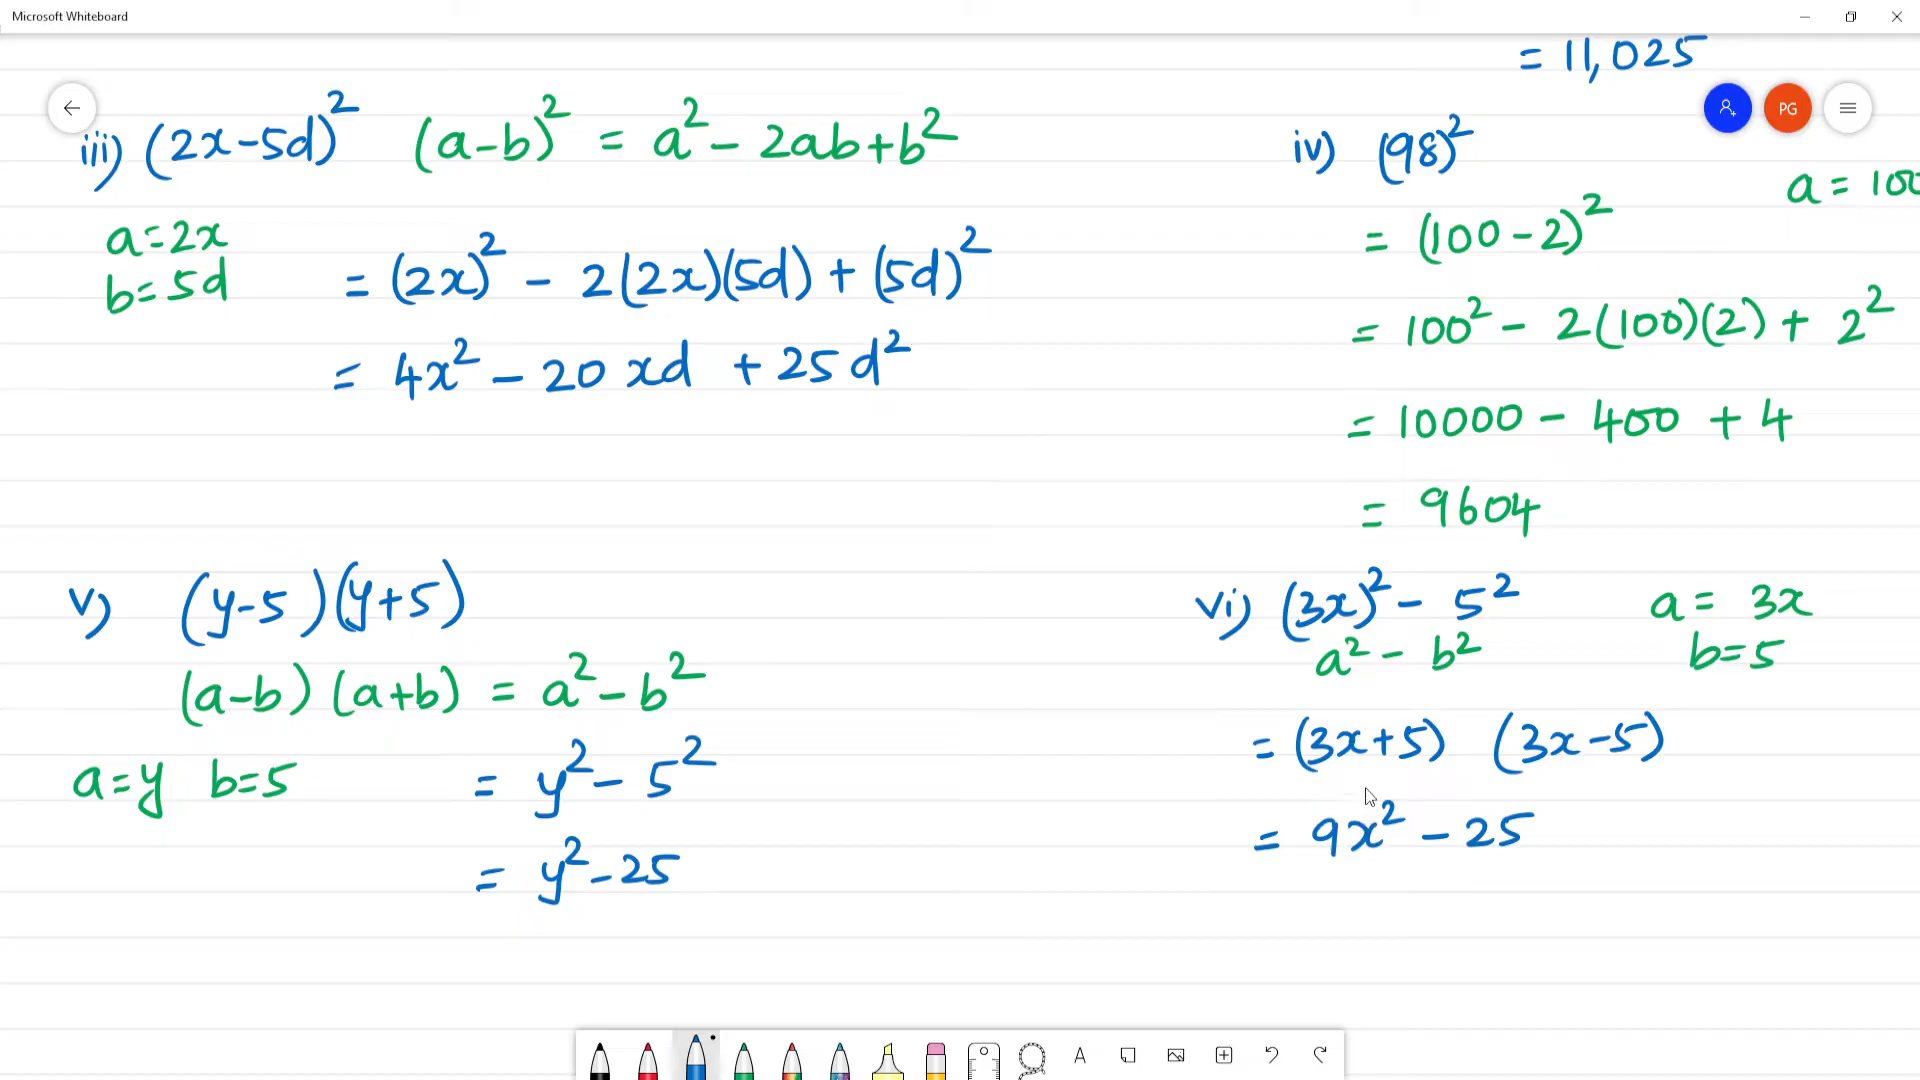 Microsoft Whiteboard
= 11,025
PG
iii) (2x-5d)² (a-b)² = a² - 2ab+b²
a=2x
b=5d
= (2x)² - 2(2x)(5d) + (5d)²
= 4x² - 20 xd + 25d²
iv) (98)²
a = 100
= (100-2)²
= 100² - 2(100)(2) + 2²
= 10000 - 400 + 4
= 9604
v) (y-5)(y+5)
(a-b) (a+b) = a²-b²
a=y b=5 = y² - 5²
= y²-25
vi) (3x)² - 5² a = 3x
a² - b² b=5
= (3x+5) (3x-5)
= 9x² - 25
A